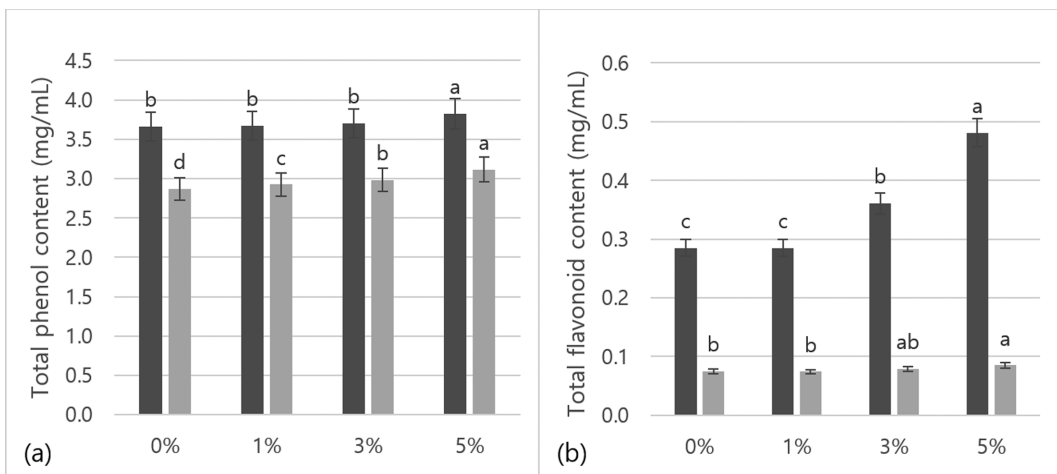 Total phenol content (mg/mL)
4.5
4.0
3.5
3.0
2.5
2.0
1.5
1.0
0.5
0.0
b
d
b
c
b
b
a
a
0%
1%
3%
5%
(a)
Total flavonoid content (mg/mL)
0.6
0.5
0.4
0.3
0.2
0.1
0.0
c
b
c
b
b
ab
a
a
0%
1%
3%
5%
(b)